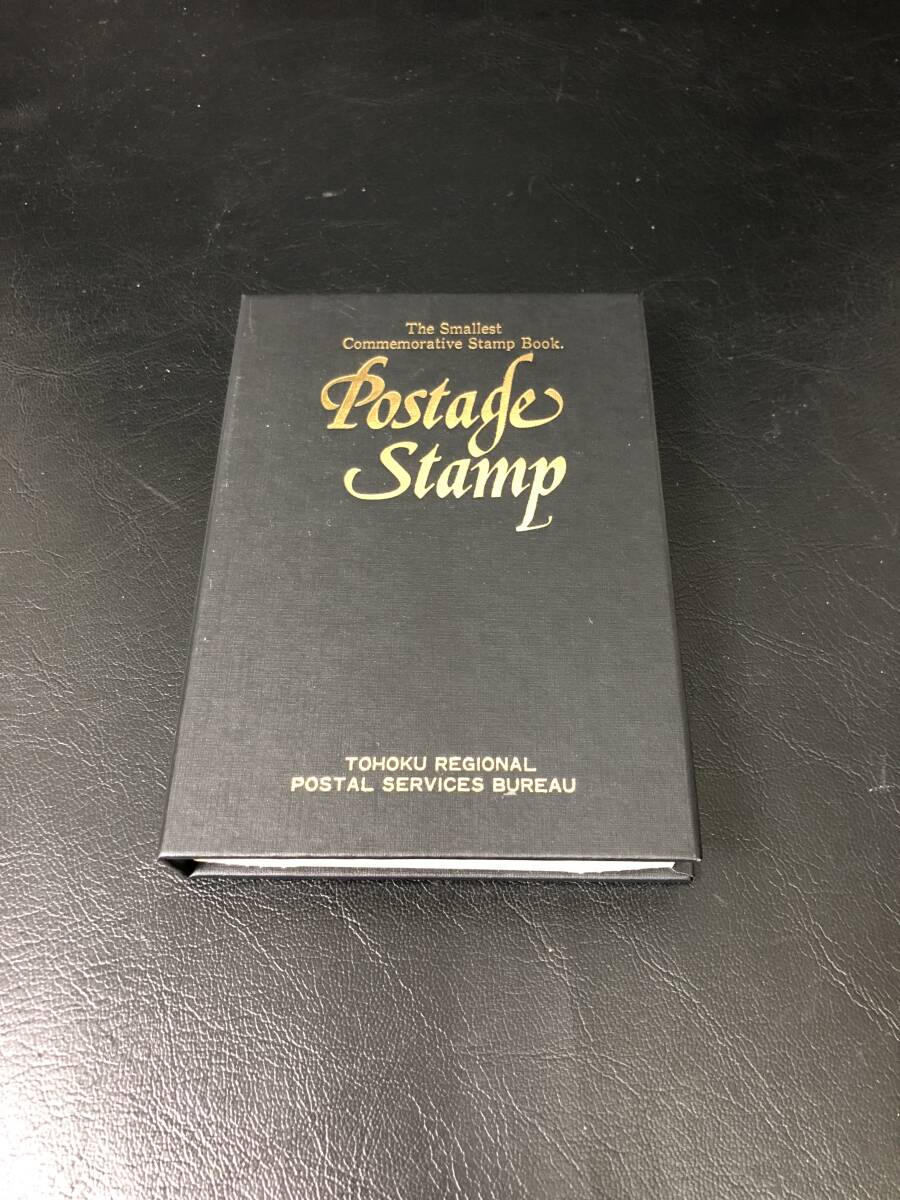 The Smallest
Commemorative Stamp Book.
Postage
Stamp
TOHOKU REGIONAL
POSTAL SERVICES BUREAU